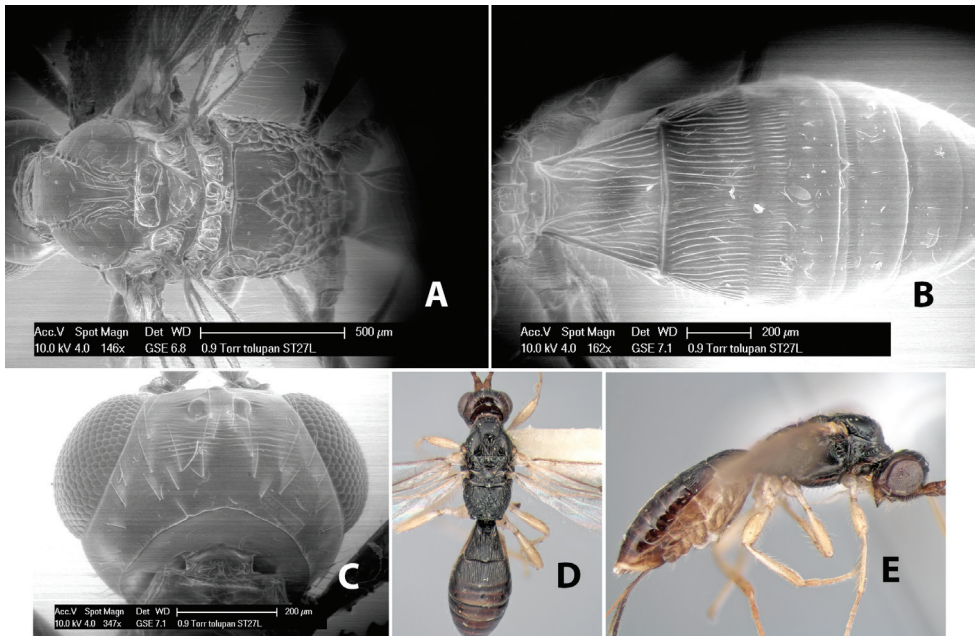 A
Acc.V Spot Magn Det WD 500 µm
10.0 kV 4.0 146x GSE 6.8 0.9 Torr tolupan ST27L
B
Acc.V Spot Magn Det WD 200 µm
10.0 kV 4.0 162x GSE 7.1 0.9 Torr tolupan ST27L
C
Acc.V Spot Magn Det WD 200 µm
10.0 kV 4.0 347x GSE 7.1 0.9 Torr tolupan ST27L
D
E